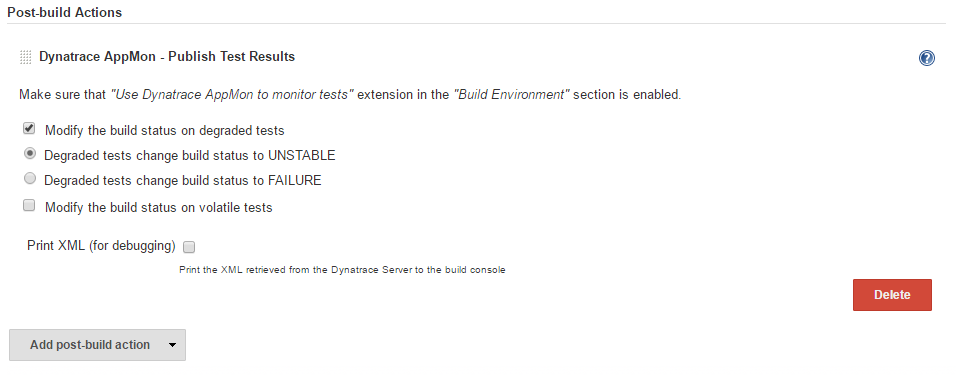 Post-build Actions
Dynatrace AppMon - Publish Test Results
?
Make sure that "Use Dynatrace AppMon to monitor tests" extension in the "Build Environment" section is enabled.
Modify the build status on degraded tests
Degraded tests change build status to UNSTABLE
Degraded tests change build status to FAILURE
Modify the build status on volatile tests
Print XML (for debugging)
Print the XML retrieved from the Dynatrace Server to the build console
Delete
Add post-build action